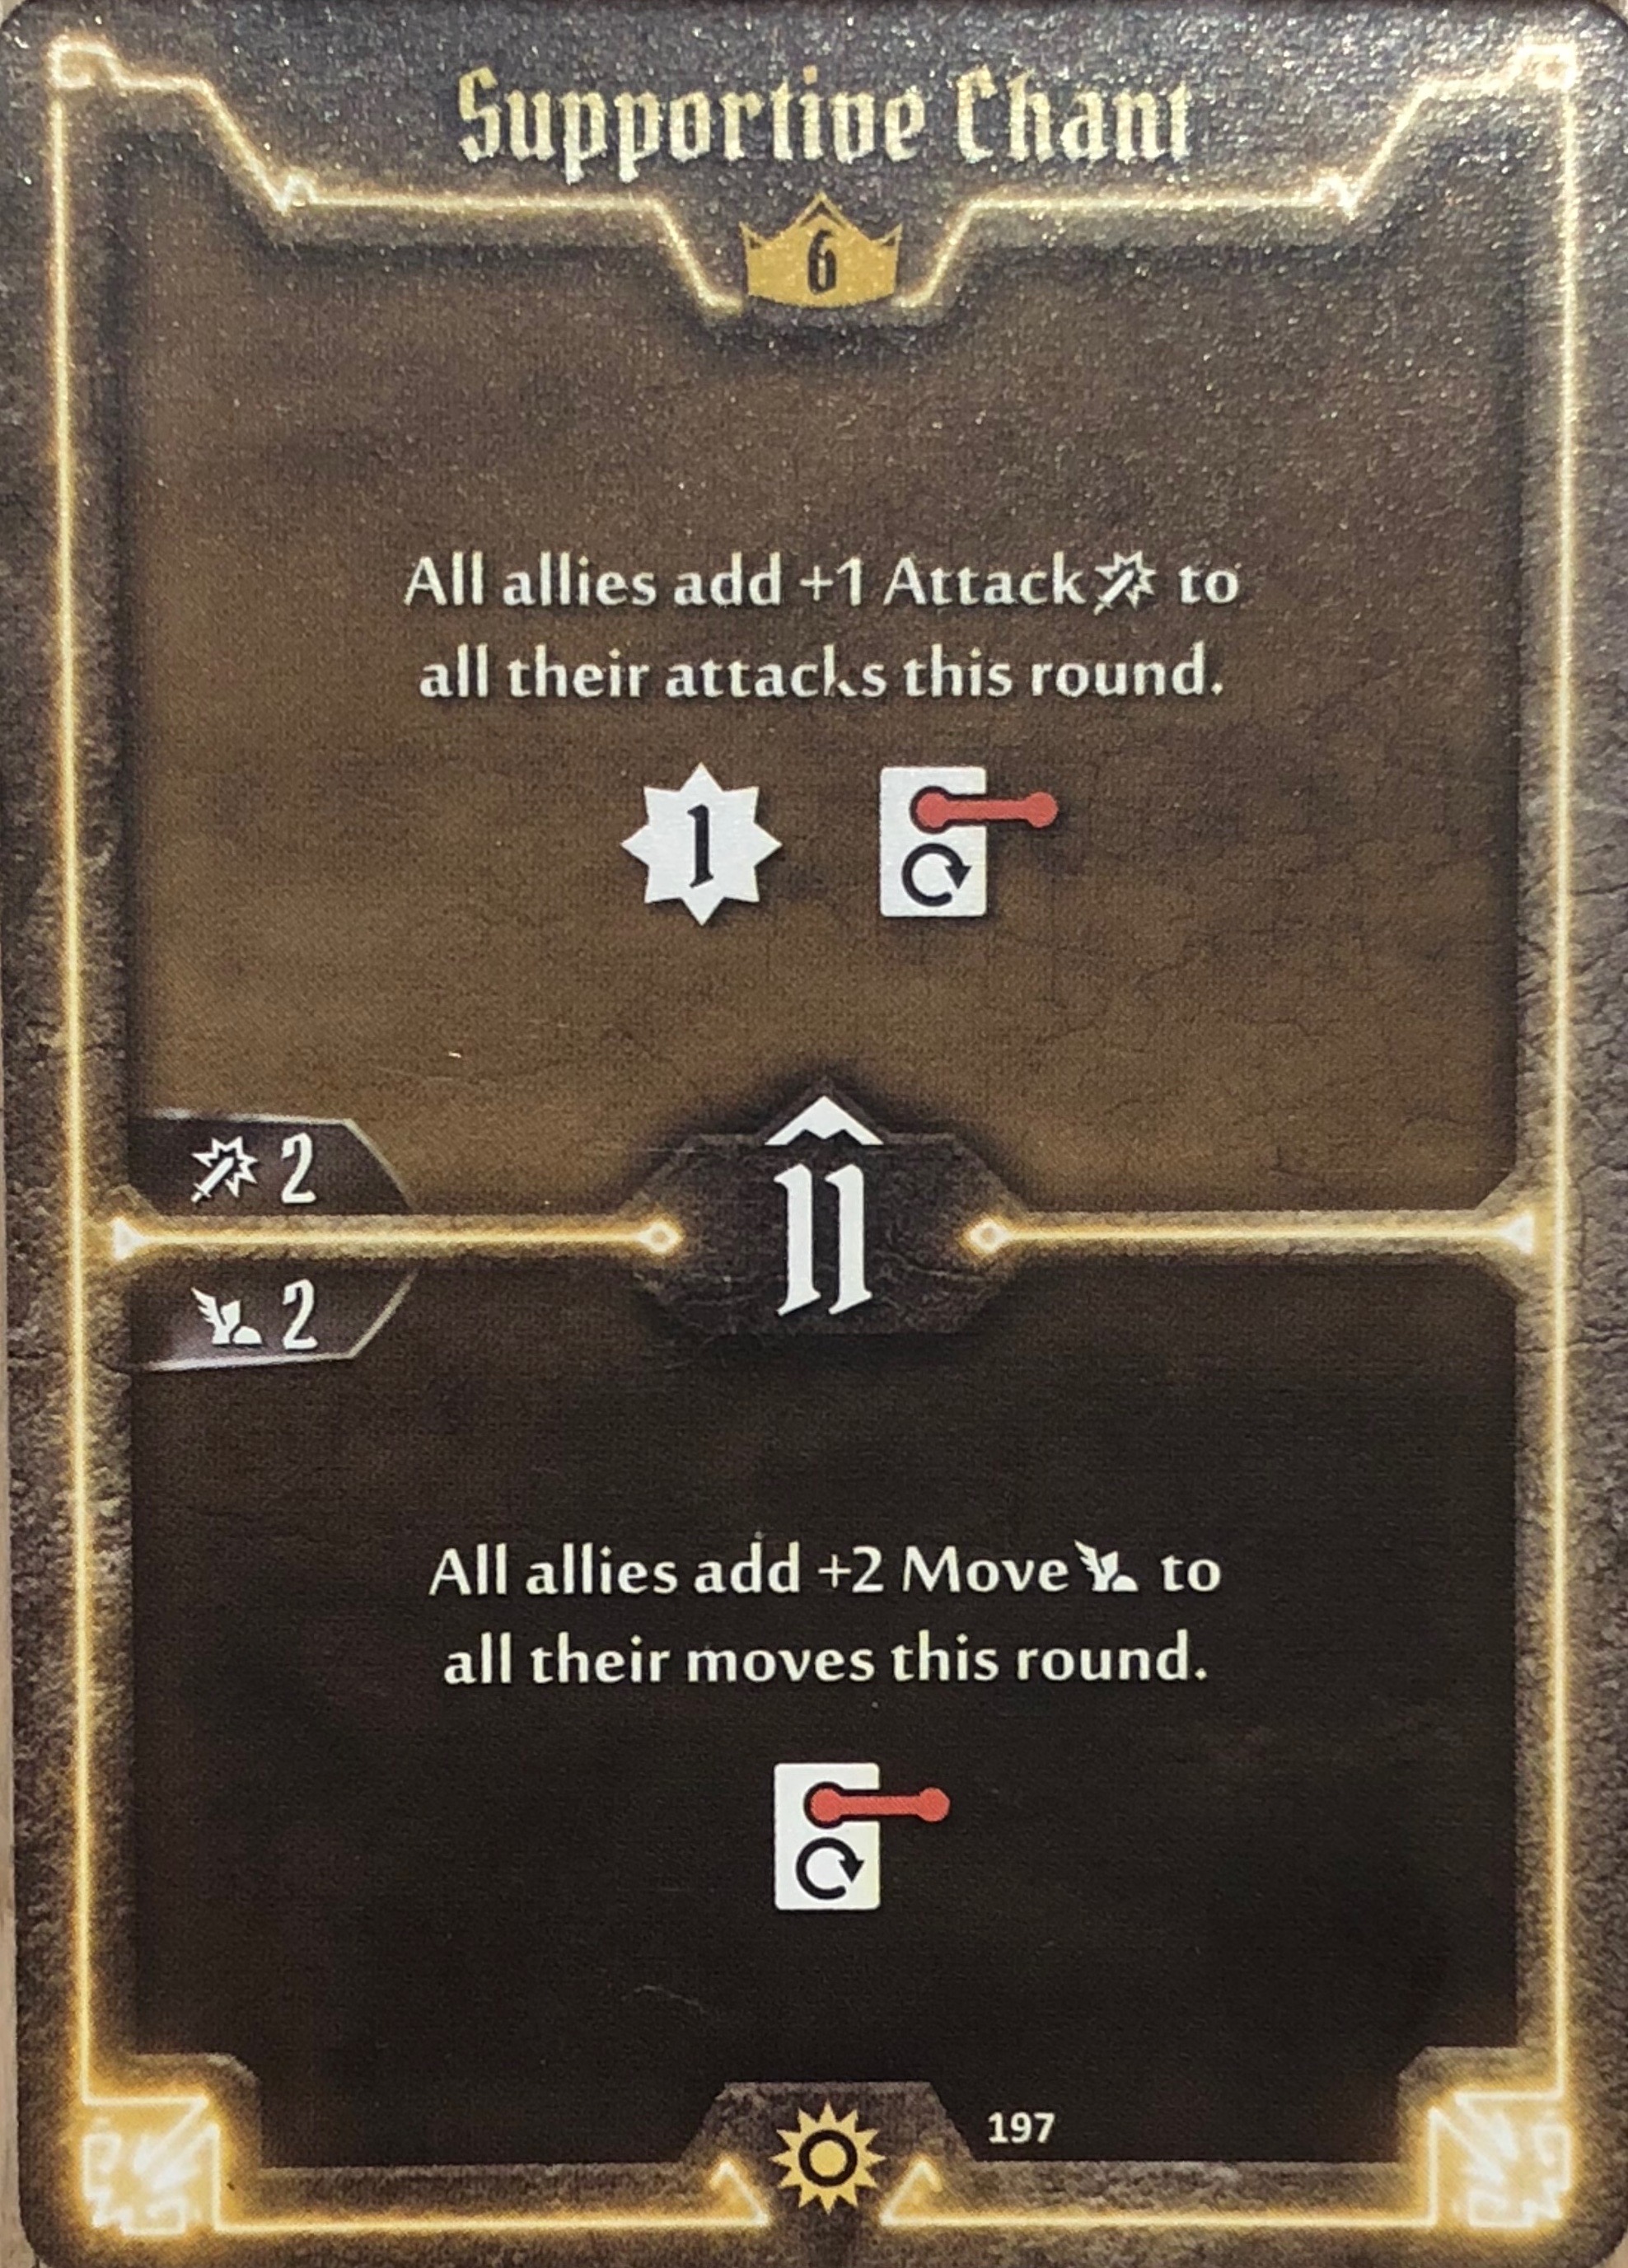 Supportive Chant
6
All allies add +1 Attack to
all their attacks this round.
1
2
11
2
All allies add +2 Move to
all their moves this round.
197